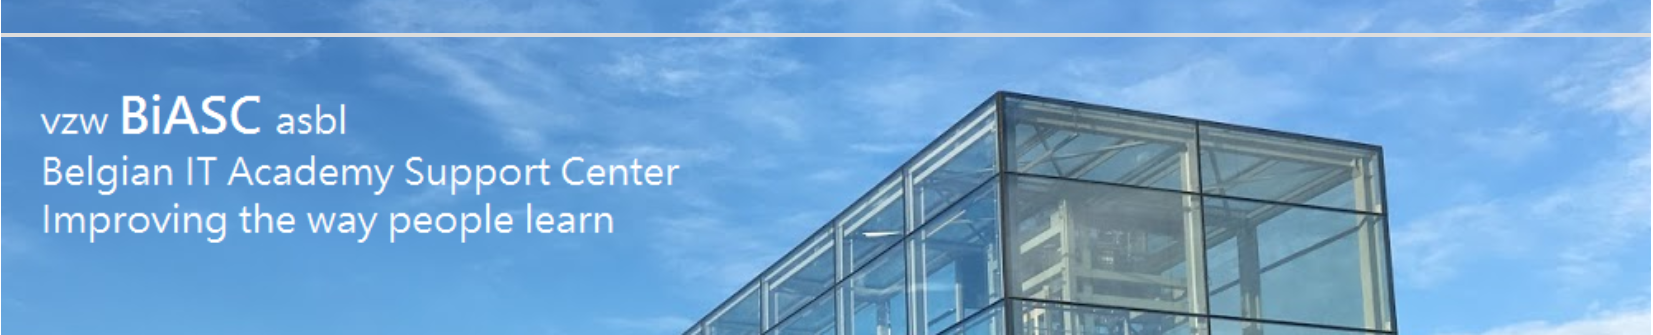 vzw BiASC asbl
Belgian IT Academy Support Center
Improving the way people learn